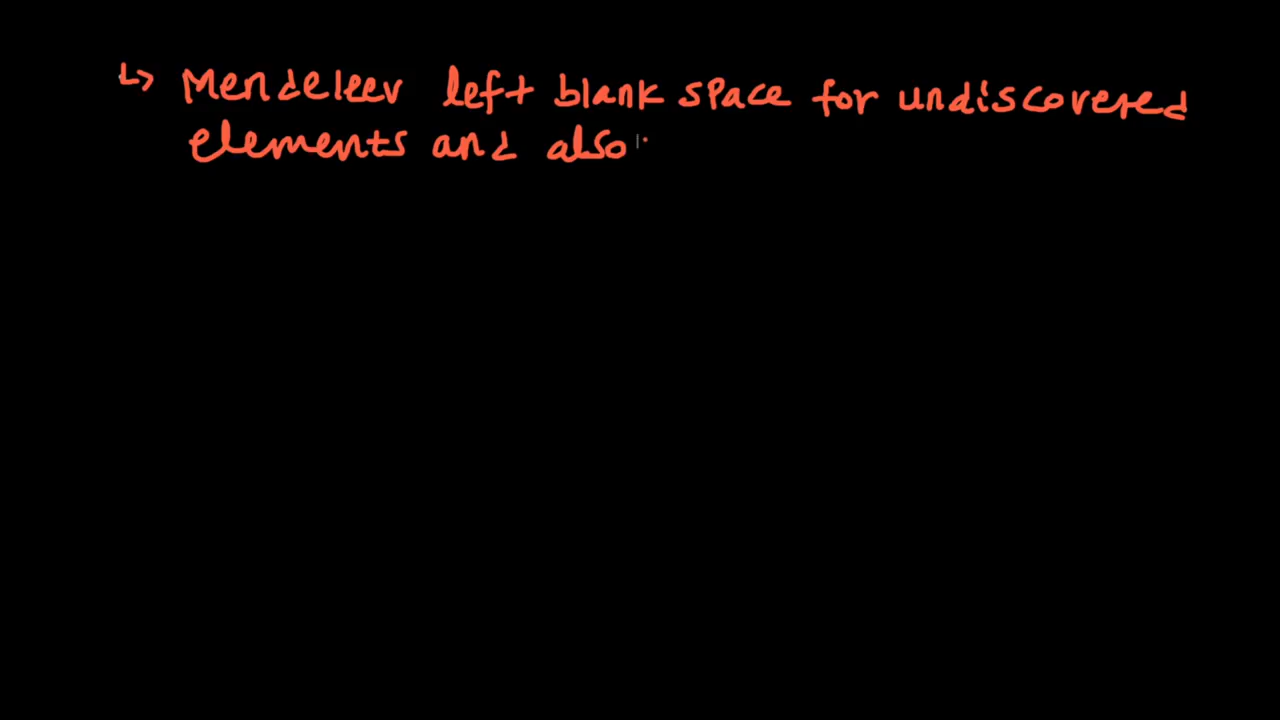 ↳ Mendeleev left blank space for undiscovered
elements and also